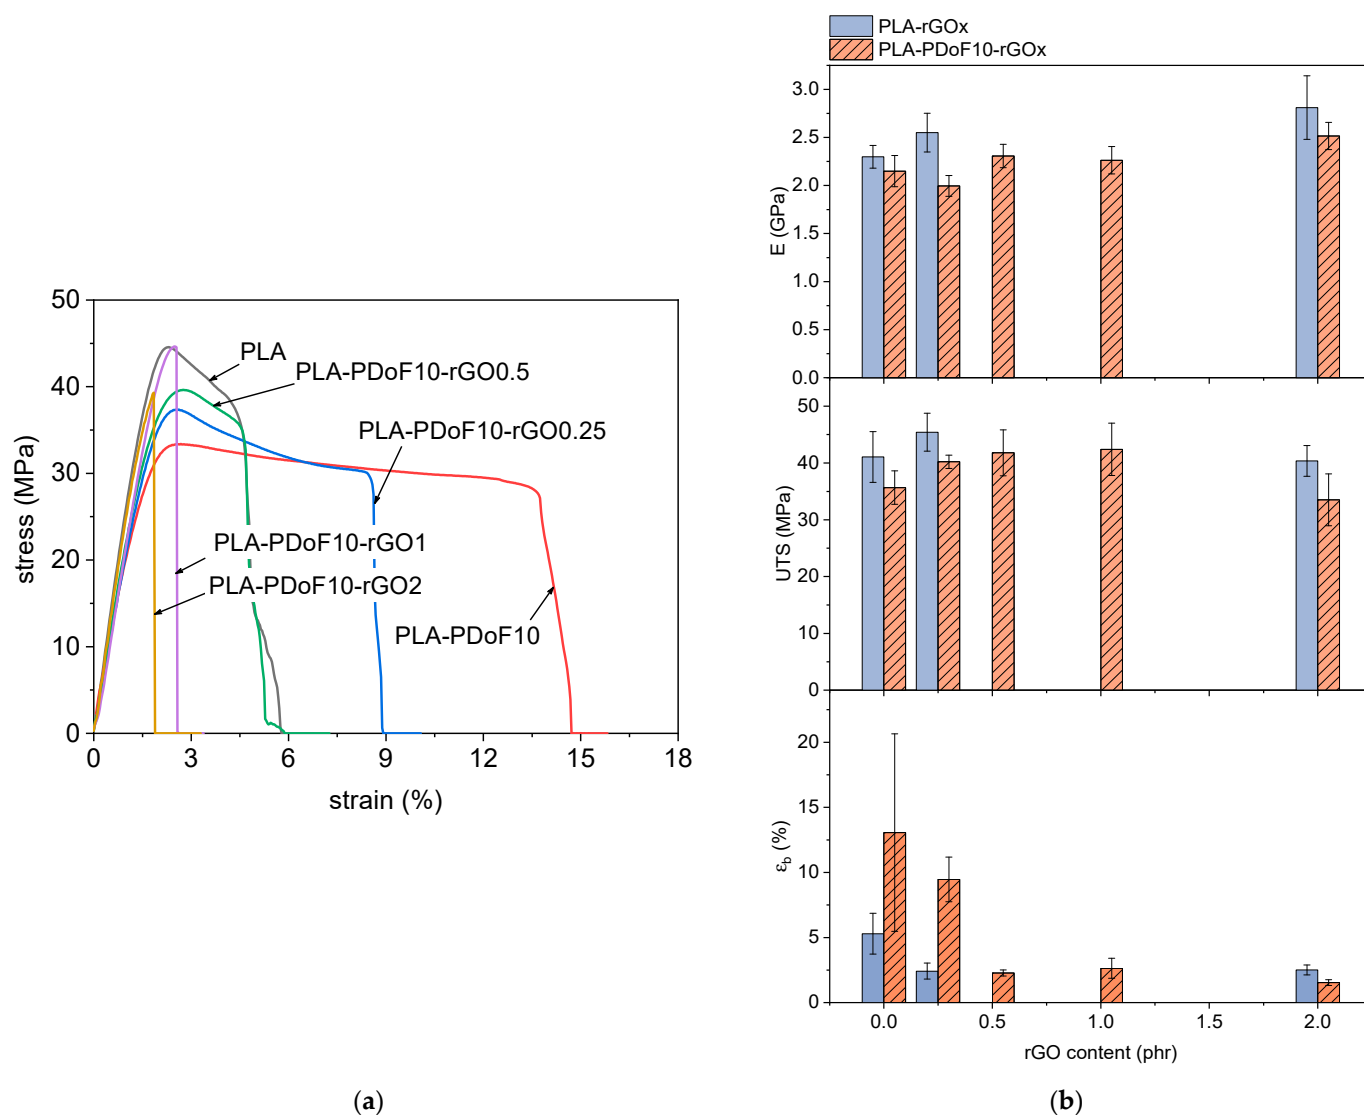 PLA-rGOx
PLA-PDoF10-rGOx
3.0
2.5
2.0
1.5
1.0
0.5
0.0
E (GPa)
50
40
30
20
10
0
UTS (MPa)
20
15
10
5
0
εb (%)
0.0 0.5 1.0 1.5 2.0
rGO content (phr)
50
40
30
20
10
0
stress (MPa)
PLA
PLA-PDoF10-rGO0.5
PLA-PDoF10-rGO0.25
PLA-PDoF10-rGO1
PLA-PDoF10-rGO2
PLA-PDoF10
0 3 6 9 12 15 18
strain (%)
(a)
(b)